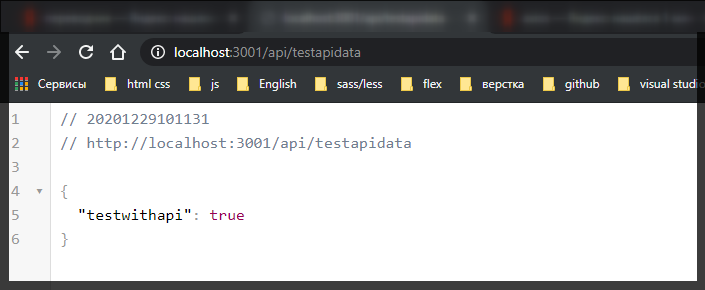 localhost:3001/api/testapidata
Сервисы html css js English sass/less flex верстка github visual studio
1 // 20201229101131
2 // http://localhost:3001/api/testapidata
3
4 {
5 "testwithapi": true
6 }